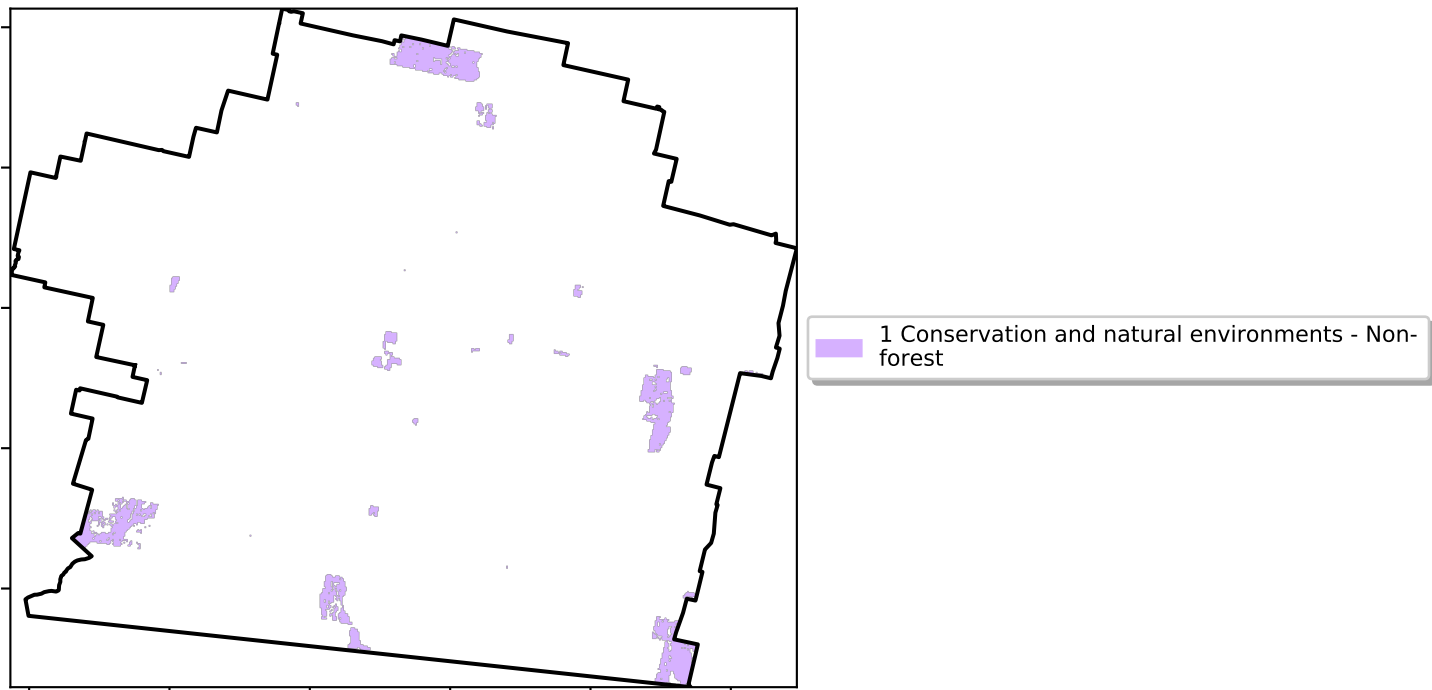 1 Conservation and natural environments - Non-
forest